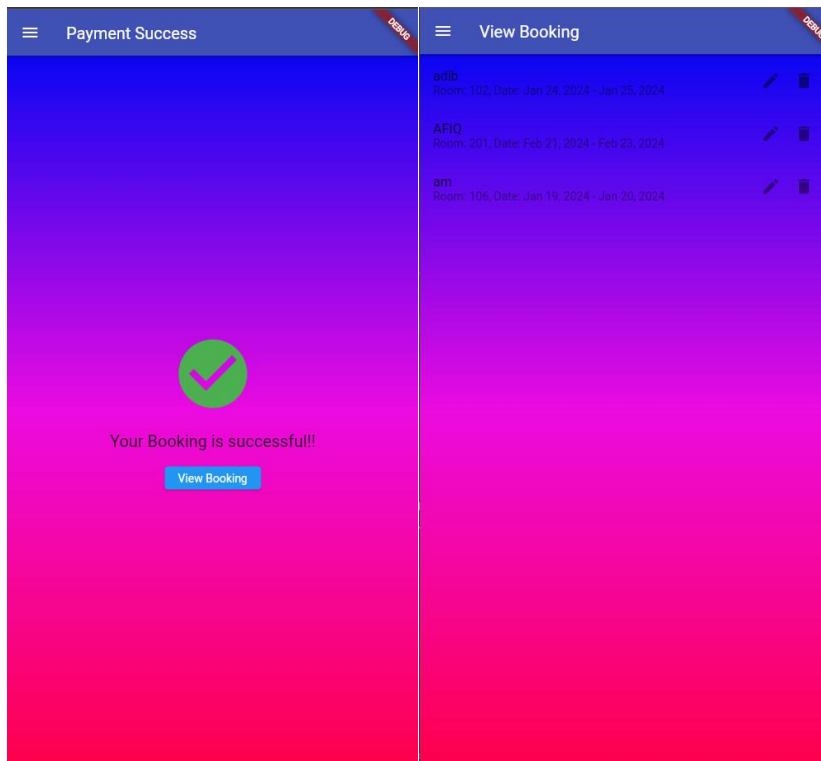 Payment Success
DEBUG
Your Booking is successful!!
View Booking
View Booking
DEBUG
adib
Room: 102, Date: Jan 24, 2024 - Jan 25, 2024
AFIQ
Room: 201, Date: Feb 21, 2024 - Feb 23, 2024
am
Room: 106, Date: Jan 19, 2024 - Jan 20, 2024